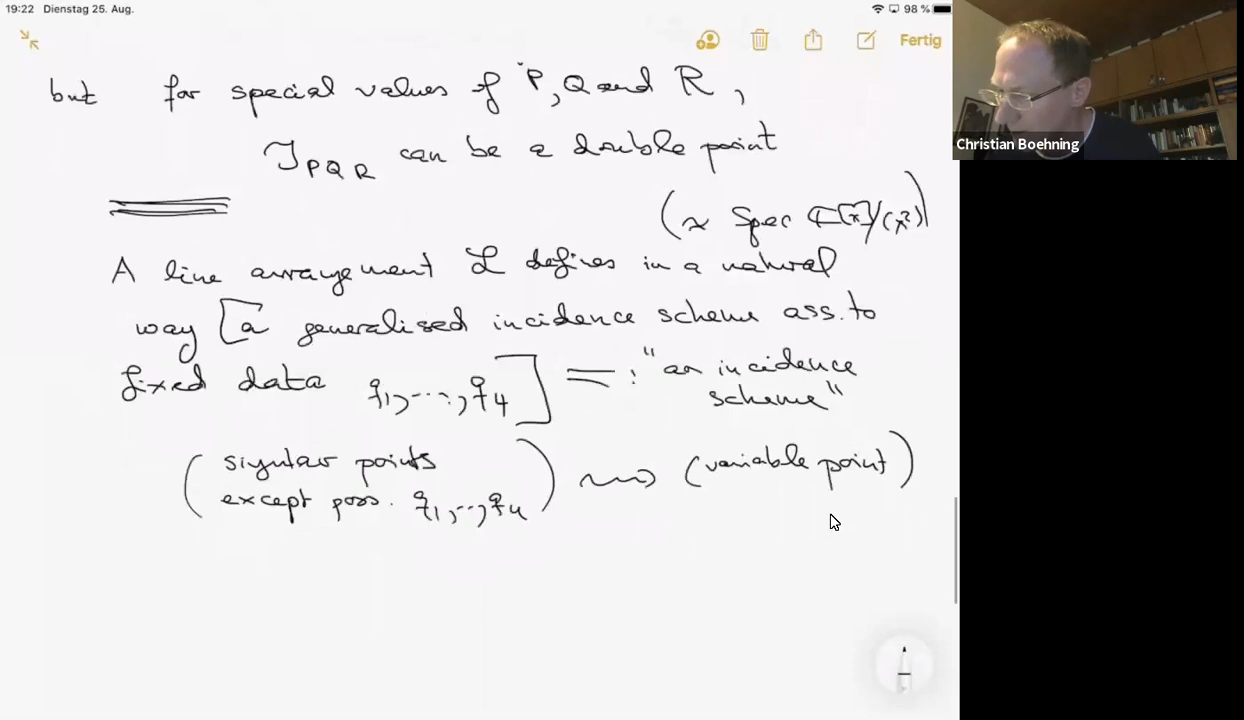 19:22 Dienstag 25. Aug.
98 %
Fertig
but for special values of P, Q and R,
I_PQR can be a double point
(≃ Spec ℂ[x]/(x²))
A line arrangement L defines in a natural
way [a generalised incidence scheme ass. to
fixed data q₁,...,q₄] =: "an incidence
scheme"
(singular points
except poss. q₁,...,q₄) ⇝ (variable point)
Christian Boehning